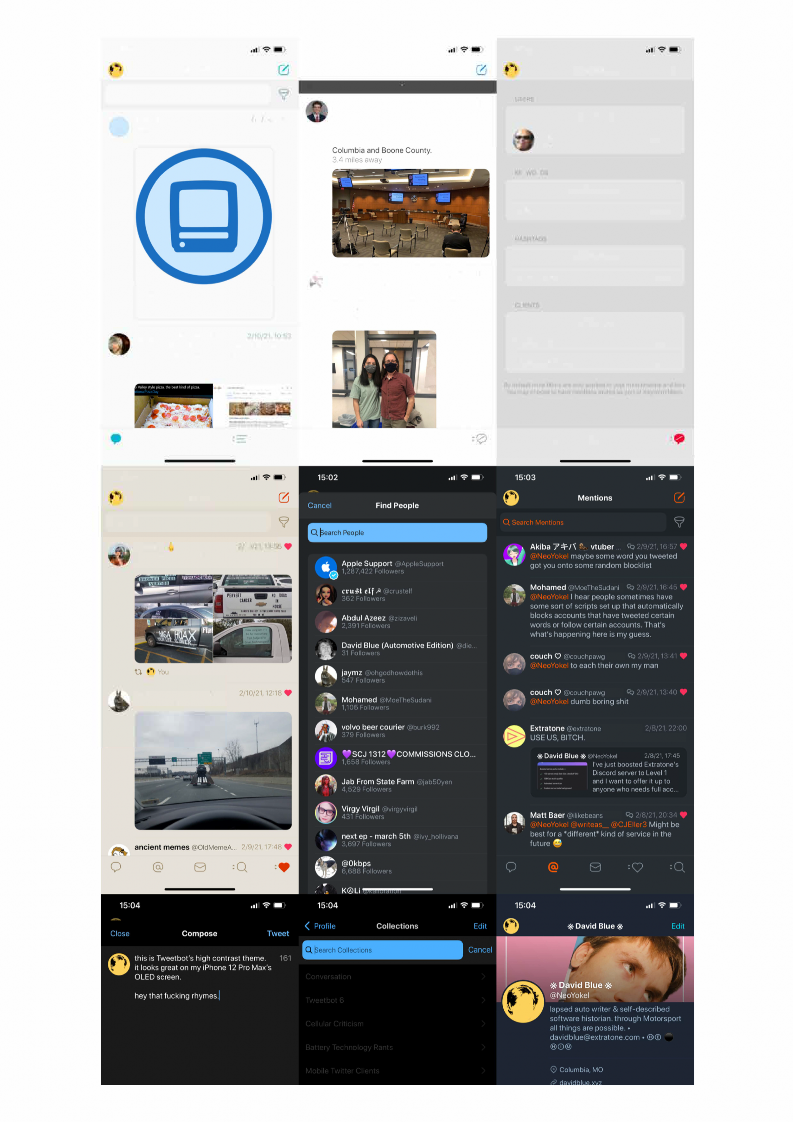 2/10/21, 10:53
Columbia and Boone County.
3.4 miles away
HASHTAGS
2/10/21, 12:16
You
ancient memes @OldMemeA... 2/9/21, 17:46
15:02
Cancel Find People
Search People
Apple Support @AppleSupport
1,287,422 Followers
@crustelf
362 Followers
Abdul Azeez @zizaveli
2,391 Followers
David Blue (Automotive Edition) @die...
31 Followers
jaymz @ohgodhowdothis
547 Followers
Mohamed @MoeTheSudani
1,105 Followers
volvo beer courier @burk992
379 Followers
💜SCJ 1312💜COMMISSIONS CLO...
1,658 Followers
Jab From State Farm @jab50yen
4,529 Followers
Virgy Virgil @virgyvirgil
431 Followers
next ep - march 5th @ivy_hollivana
3,697 Followers
@0kbps
6,688 Followers
15:03
Mentions
Search Mentions
Akiba アキバ vtuber 2/9/21, 16:57
@NeoYokel maybe some word you tweeted
got you onto some random blocklist
Mohamed @MoeTheSudani 2/9/21, 16:45
@NeoYokel I hear people sometimes have
some sort of scripts set up that automatically
blocks accounts that have tweeted certain
words or follow certain accounts. That's
what's happening here is my guess.
couch ♡ @couchpawg 2/9/21, 13:41
@NeoYokel to each their own my man
couch ♡ @couchpawg 2/9/21, 13:40
@NeoYokel dumb boring shit
Extratone @extratone 2/8/21, 22:00
USE US, BITCH.
David Blue @NeoYokel 2/8/21, 17:45
I've just boosted Extratone's
Discord server to Level 1
and I want to offer it up to
anyone who needs full acc...
Matt Baer @ilikebeans 2/8/21, 20:34
@NeoYokel @writeas__ @CJEller3 Might be
best for a *different* kind of service in the
future 😅
15:04
Close Compose Tweet
this is Tweetbot's high contrast theme. 161
it looks great on my iPhone 12 Pro Max's
OLED screen.
hey that fucking rhymes.
15:04
Profile Collections Edit
Search Collections Cancel
Conversation
Tweetbot 6
Cellular Criticism
Battery Technology Rants
Mobile Twitter Clients
15:04
※ David Blue ※ Edit
※ David Blue ※
@NeoYokel
lapsed auto writer & self-described
software historian. through Motorsport
all things are possible. •
davidblue@extratone.com •
Columbia, MO
davidblue.xyz